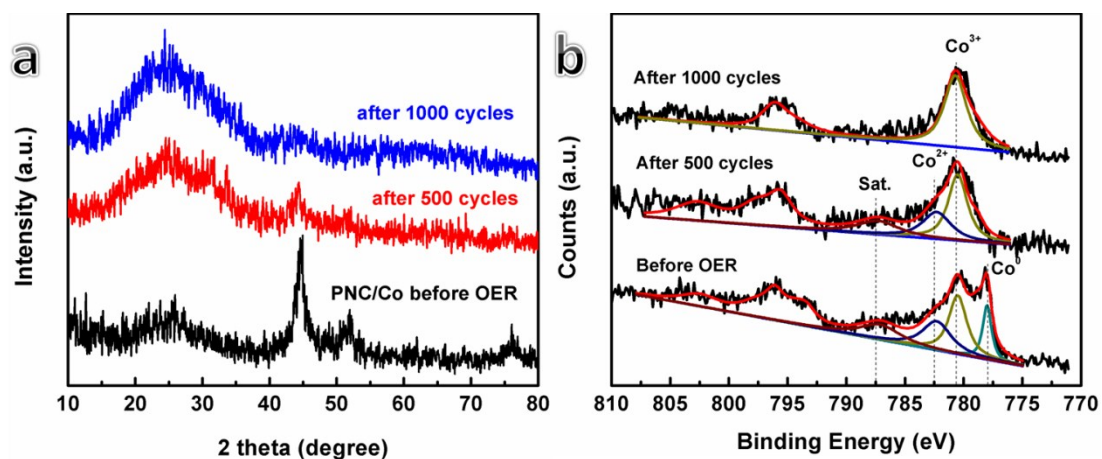 a
after 1000 cycles
after 500 cycles
PNC/Co before OER
Intensity (a.u.)
10 20 30 40 50 60 70 80
2 theta (degree)
b
Co³⁺
After 1000 cycles
Co²⁺
After 500 cycles
Sat.
Before OER
Co⁰
Counts (a.u.)
810 805 800 795 790 785 780 775 770
Binding Energy (eV)